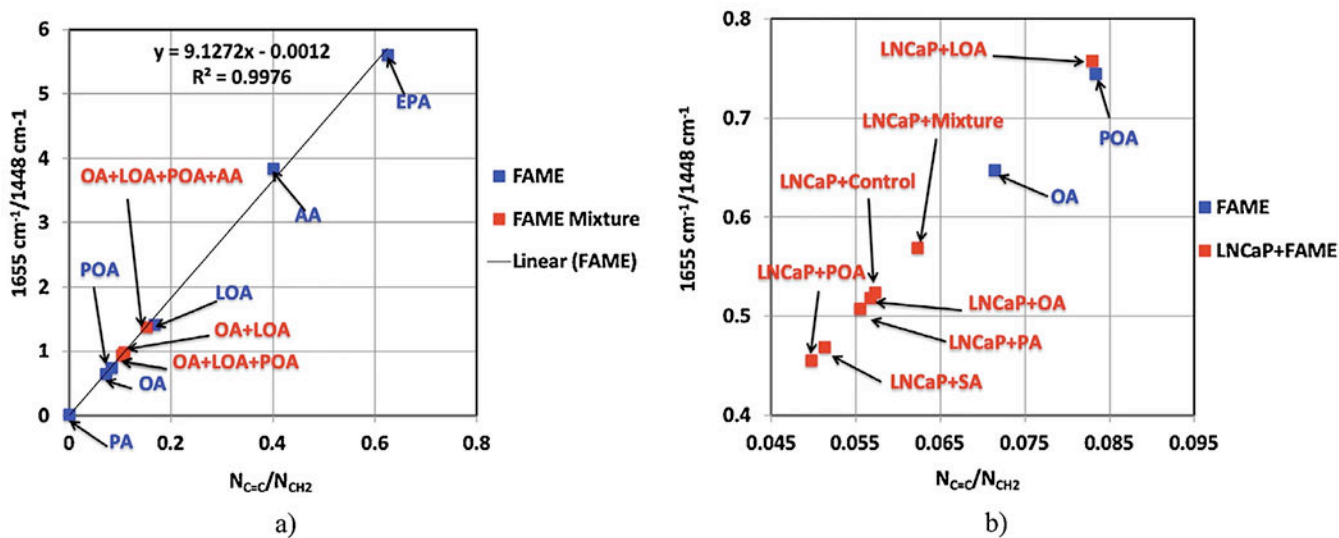 6
5
4
3
2
1
0
0
0.2
0.4
0.6
0.8
1655 cm⁻¹/1448 cm-1
N_C=C/N_CH2
y = 9.1272x - 0.0012
R² = 0.9976
EPA
OA+LOA+POA+AA
AA
POA
LOA
OA+LOA
OA+LOA+POA
OA
PA
FAME
FAME Mixture
Linear (FAME)
a)
0.8
0.7
0.6
0.5
0.4
0.045
0.055
0.065
0.075
0.085
0.095
1655 cm⁻¹/1448 cm⁻¹
N_C=C/N_CH2
LNCaP+LOA
LNCaP+Mixture
POA
LNCaP+Control
OA
LNCaP+POA
LNCaP+OA
LNCaP+PA
LNCaP+SA
FAME
LNCaP+FAME
b)